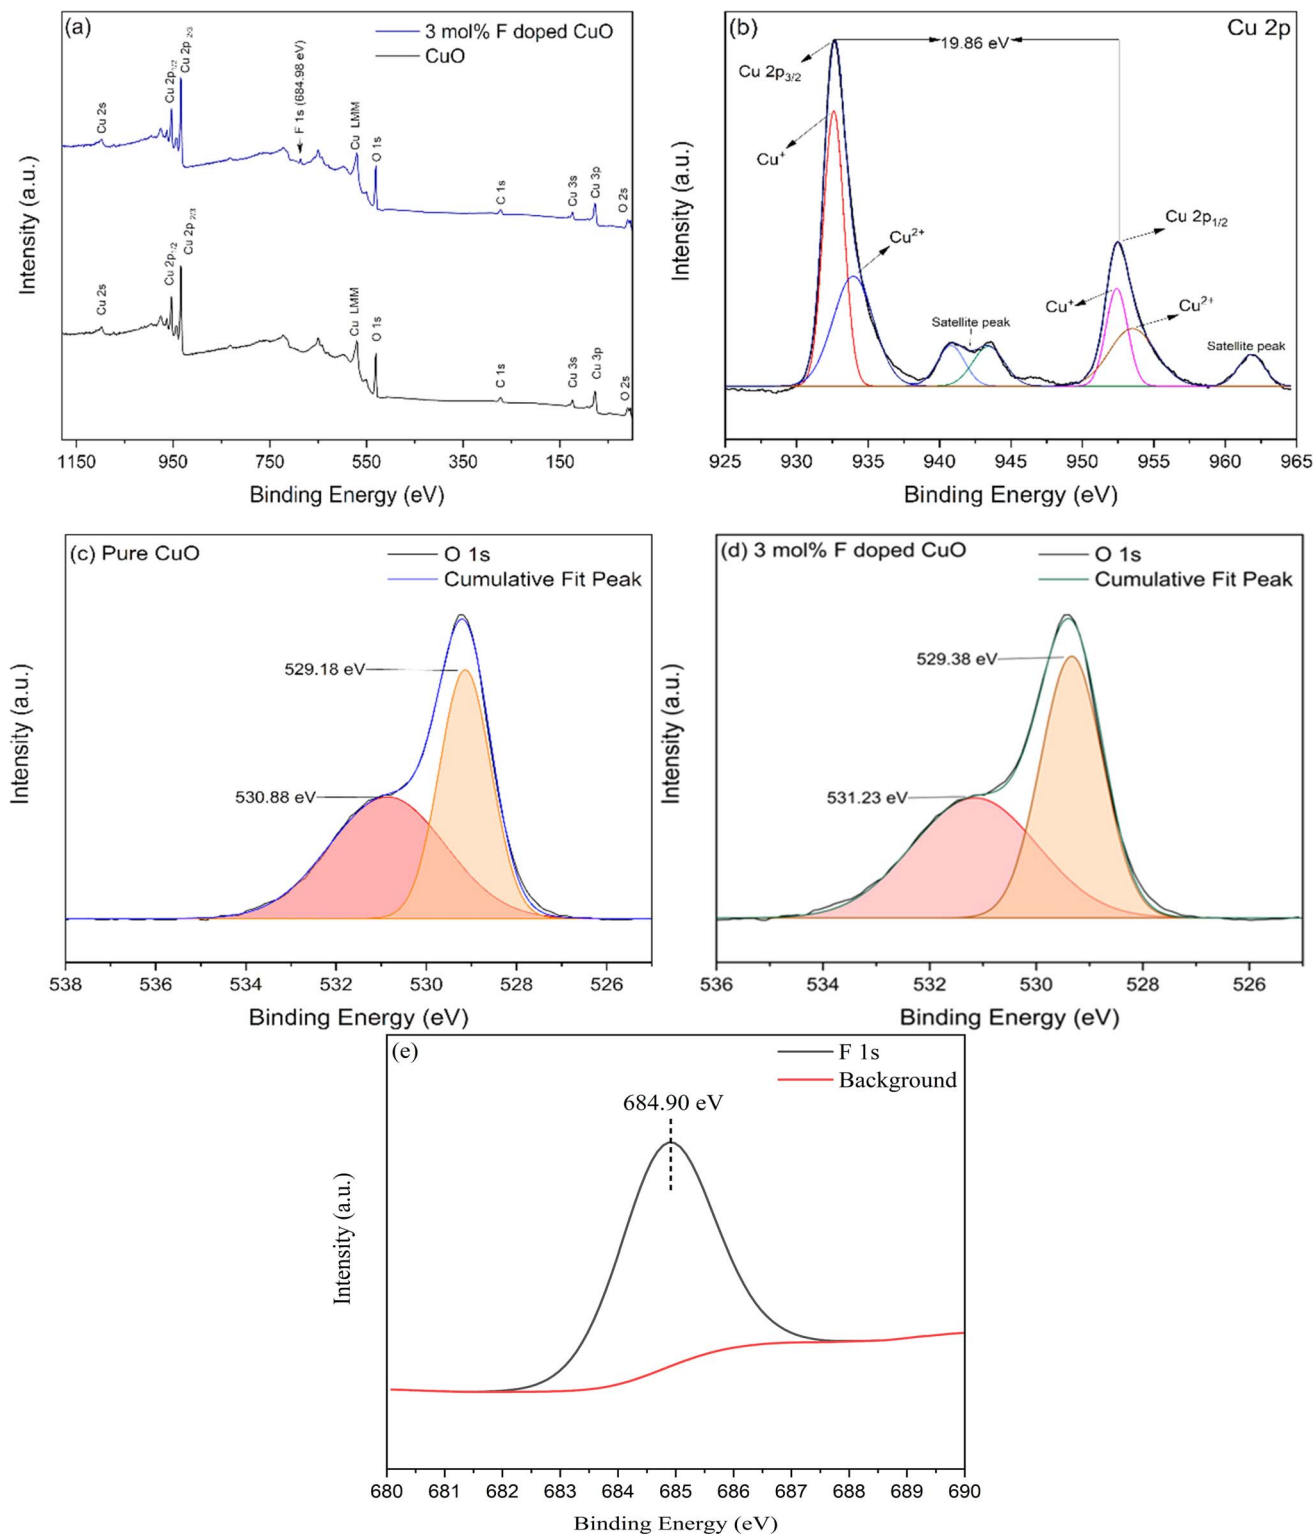 (a)
3 mol% F doped CuO
CuO
Cu 2s
Cu 2p1/2
Cu 2p 2/3
F 1s (684.98 eV)
Cu LMM
O 1s
C 1s
Cu 3s
Cu 3p
O 2s
Cu 2s
Cu 2p1/2
Cu 2p 2/3
Cu LMM
O 1s
C 1s
Cu 3s
Cu 3p
O 2s
Intensity (a.u.)
1150 950 750 550 350 150
Binding Energy (eV)
(b)
Cu 2p
19.86 eV
Cu 2p3/2
Cu+
Cu2+
Satellite peak
Cu 2p1/2
Cu+
Cu2+
Satellite peak
Intensity (a.u.)
925 930 935 940 945 950 955 960 965
Binding Energy (eV)
(c) Pure CuO
O 1s
Cumulative Fit Peak
529.18 eV
530.88 eV
Intensity (a.u.)
538 536 534 532 530 528 526
Binding Energy (eV)
(d) 3 mol% F doped CuO
O 1s
Cumulative Fit Peak
529.38 eV
531.23 eV
Intensity (a.u.)
536 534 532 530 528 526
Binding Energy (eV)
(e)
F 1s
Background
684.90 eV
Intensity (a.u.)
680 681 682 683 684 685 686 687 688 689 690
Binding Energy (eV)